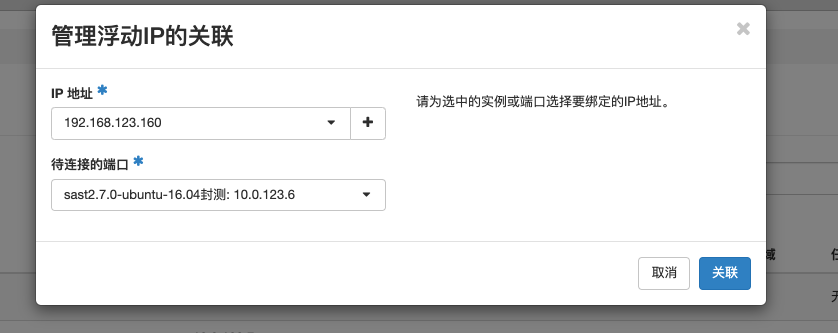 管理浮动IP的关联
×
IP 地址 *
192.168.123.160
+
请为选中的实例或端口选择要绑定的IP地址。
待连接的端口 *
sast2.7.0-ubuntu-16.04封测: 10.0.123.6
取消
关联
域